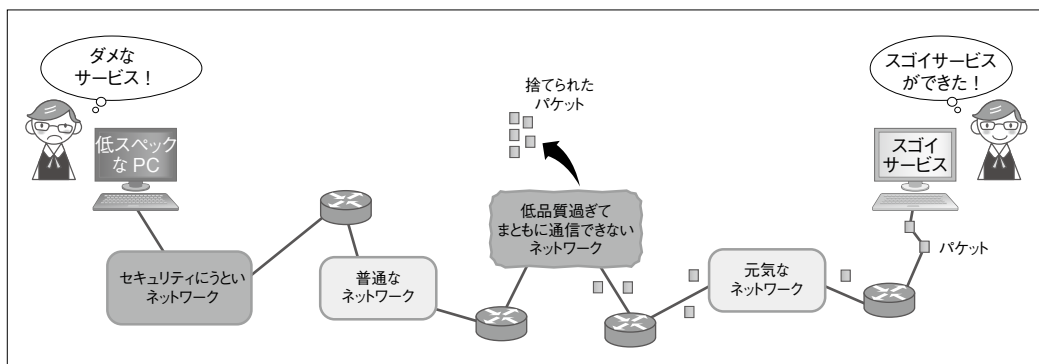 ダメな
サービス！
低スペック
なPC
セキュリティにうとい
ネットワーク
普通な
ネットワーク
捨てられた
パケット
低品質過ぎて
まともに通信できない
ネットワーク
元気な
ネットワーク
スゴイサービス
ができた！
スゴイ
サービス
パケット